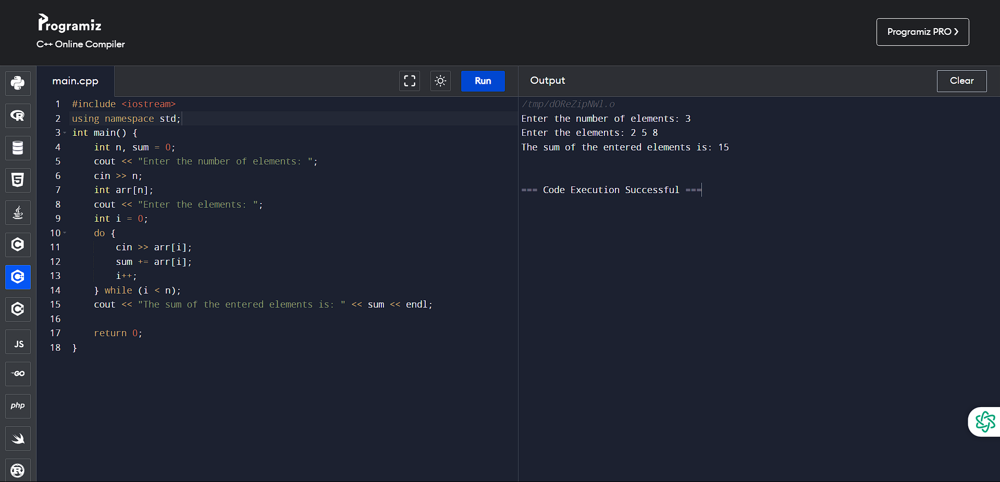 Programiz
C++ Online Compiler
Programiz PRO ❯
main.cpp
Run
Output
Clear
1 #include <iostream>
2 using namespace std;
3 int main() {
4     int n, sum = 0;
5     cout << "Enter the number of elements: ";
6     cin >> n;
7     int arr[n];
8     cout << "Enter the elements: ";
9     int i = 0;
10     do {
11         cin >> arr[i];
12         sum += arr[i];
13         i++;
14     } while (i < n);
15     cout << "The sum of the entered elements is: " << sum << endl;
16
17     return 0;
18 }
/tmp/dOReZipNWl.o
Enter the number of elements: 3
Enter the elements: 2 5 8
The sum of the entered elements is: 15
=== Code Execution Successful ===
R
5
C
C
C
JS
GO
php
R